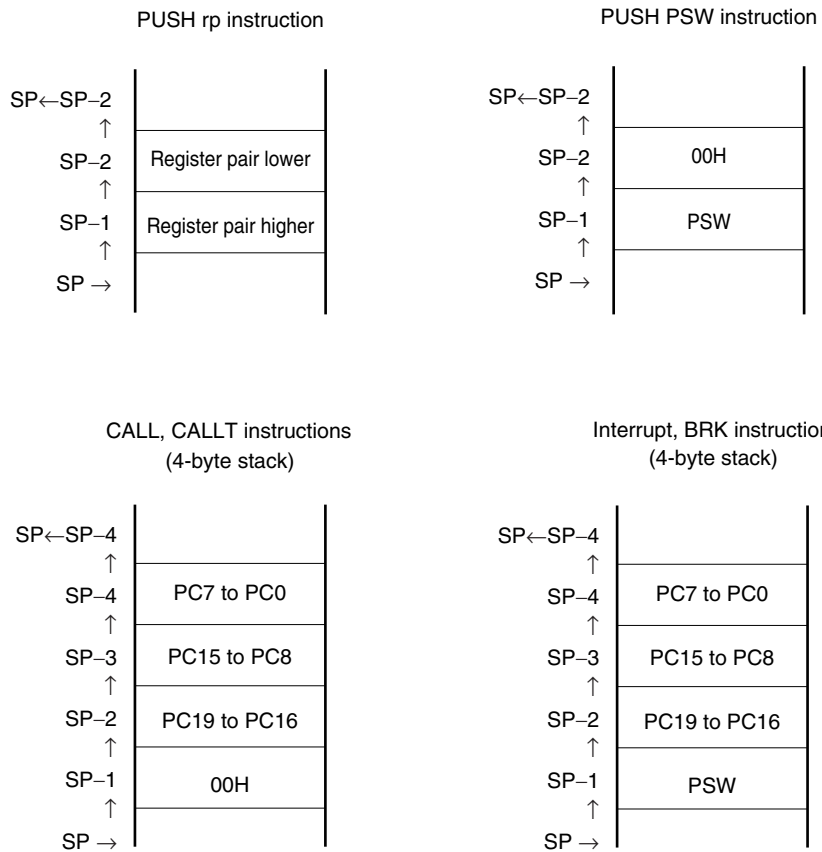 PUSH rp instruction
SP←SP−2
↑
SP−2
Register pair lower
↑
SP−1
Register pair higher
↑
SP →
PUSH PSW instruction
SP←SP−2
↑
SP−2
00H
↑
SP−1
PSW
↑
SP →
CALL, CALLT instructions
(4-byte stack)
SP←SP−4
↑
SP−4
PC7 to PC0
↑
SP−3
PC15 to PC8
↑
SP−2
PC19 to PC16
↑
SP−1
00H
↑
SP →
Interrupt, BRK instruction
(4-byte stack)
SP←SP−4
↑
SP−4
PC7 to PC0
↑
SP−3
PC15 to PC8
↑
SP−2
PC19 to PC16
↑
SP−1
PSW
↑
SP →